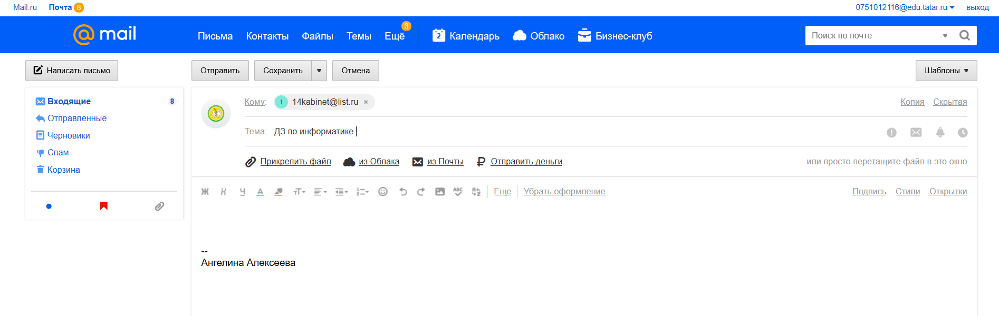 Mail.ru Почта 8 0751012116@edu.tatar.ru выход
@mail Письма Контакты Файлы Темы Ещё 3 2 Календарь Облако Бизнес-клуб Поиск по почте
Написать письмо Отправить Сохранить Отмена Шаблоны
Входящие 8
Отправленные
Черновики
Спам
Корзина
Кому: 1 14kabinet@list.ru × Копия Скрытая
Тема: ДЗ по информатике
Прикрепить файл из Облака из Почты ₽ Отправить деньги или просто перетащите файл в это окно
Ж К Ч А тТ АВС Еще Убрать оформление Подпись Стили Открытки
--
Ангелина Алексеева